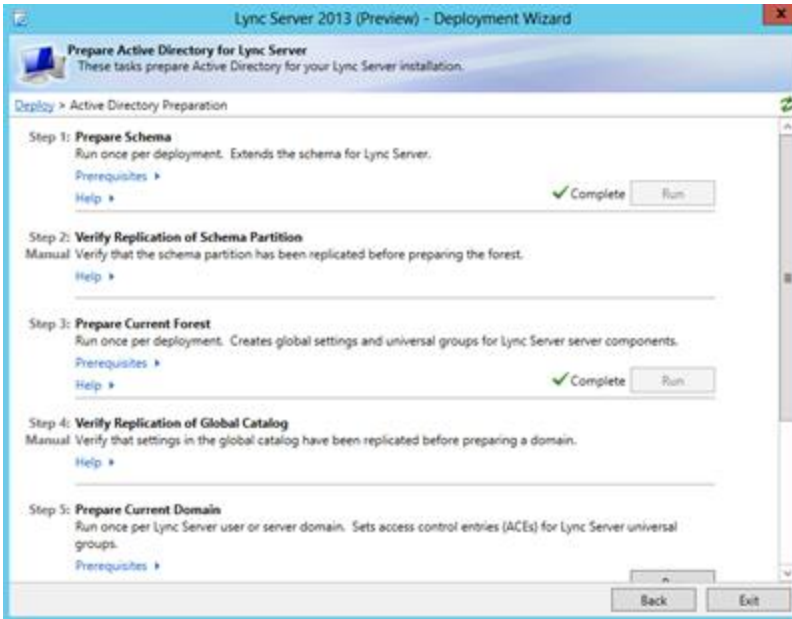 Lync Server 2013 (Preview) - Deployment Wizard
Prepare Active Directory for Lync Server
These tasks prepare Active Directory for your Lync Server installation.
Deploy > Active Directory Preparation
Step 1: Prepare Schema
Run once per deployment. Extends the schema for Lync Server.
Prerequisites
Help
Complete Run
Step 2: Verify Replication of Schema Partition
Manual Verify that the schema partition has been replicated before preparing the forest.
Help
Step 3: Prepare Current Forest
Run once per deployment. Creates global settings and universal groups for Lync Server server components.
Prerequisites
Help
Complete Run
Step 4: Verify Replication of Global Catalog
Manual Verify that settings in the global catalog have been replicated before preparing a domain.
Help
Step 5: Prepare Current Domain
Run once per Lync Server user or server domain. Sets access control entries (ACEs) for Lync Server universal
groups.
Prerequisites
Back Exit